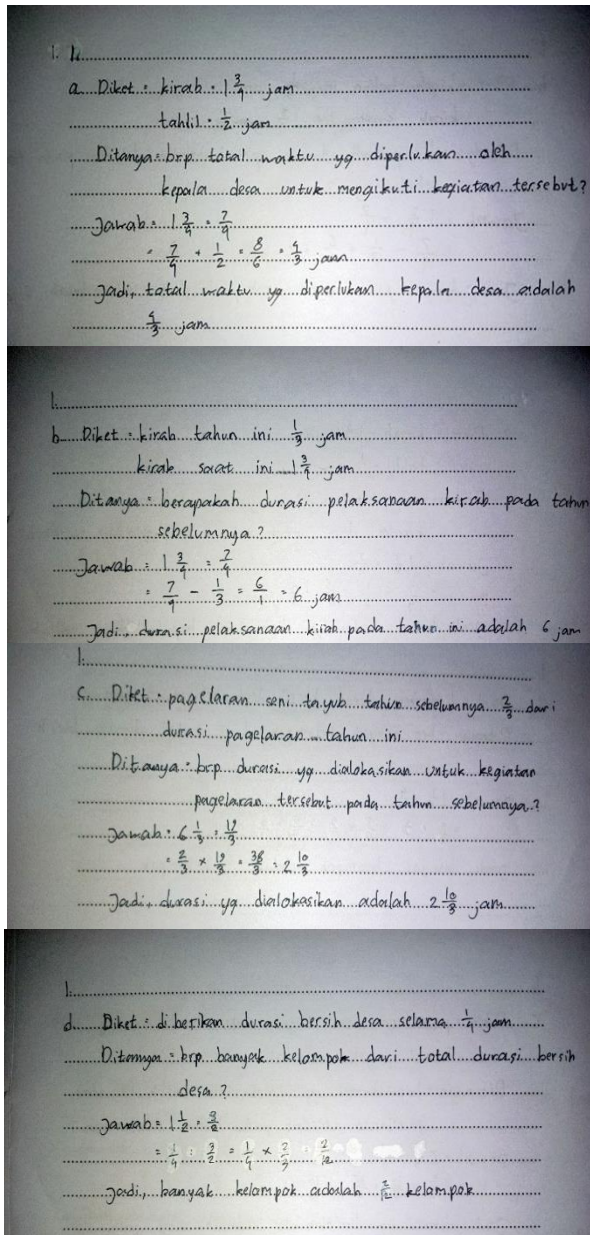 1. 1.
a. Diket : kirab : 1 3/4 jam
tahlil : 1/2 jam
Ditanya : brp total waktu yg diperlukan oleh
kepala desa untuk mengikuti kegiatan tersebut?
Jawab = 1 3/4 = 7/4
= 7/4 + 1/2 = 8/6 = 4/3 jam
Jadi, total waktu yg diperlukan kepala desa adalah
4/3 jam
1.
b. Diket : kirab tahun ini 1/3 jam
kirab saat ini 1 3/4 jam
Ditanya : berapakah durasi pelaksanaan kirab pada tahun
sebelumnya?
Jawab = 1 3/4 = 7/4
= 7/4 - 1/3 = 6/1 = 6 jam
Jadi, durasi pelaksanaan kirab pada tahun ini adalah 6 jam
1.
c. Diket : pagelaran seni tayub tahun sebelumnya 2/3 dari
durasi pagelaran tahun ini
Ditanya : brp durasi yg dialokasikan untuk kegiatan
pagelaran tersebut pada tahun sebelumnya?
Jawab : 6 1/3 = 19/3
= 2/3 × 19/3 = 38/3 = 2 10/3
Jadi, durasi yg dialokasikan adalah 2 10/3 jam
1.
d. Diket : diberikan durasi bersih desa selama 1/4 jam
Ditanya : brp banyak kelompok dari total durasi bersih
desa?
Jawab = 1 1/2 = 3/2
= 1/4 : 3/2 = 1/4 × 2/3 = 2/12
Jadi, banyak kelompok adalah 2/12 kelompok